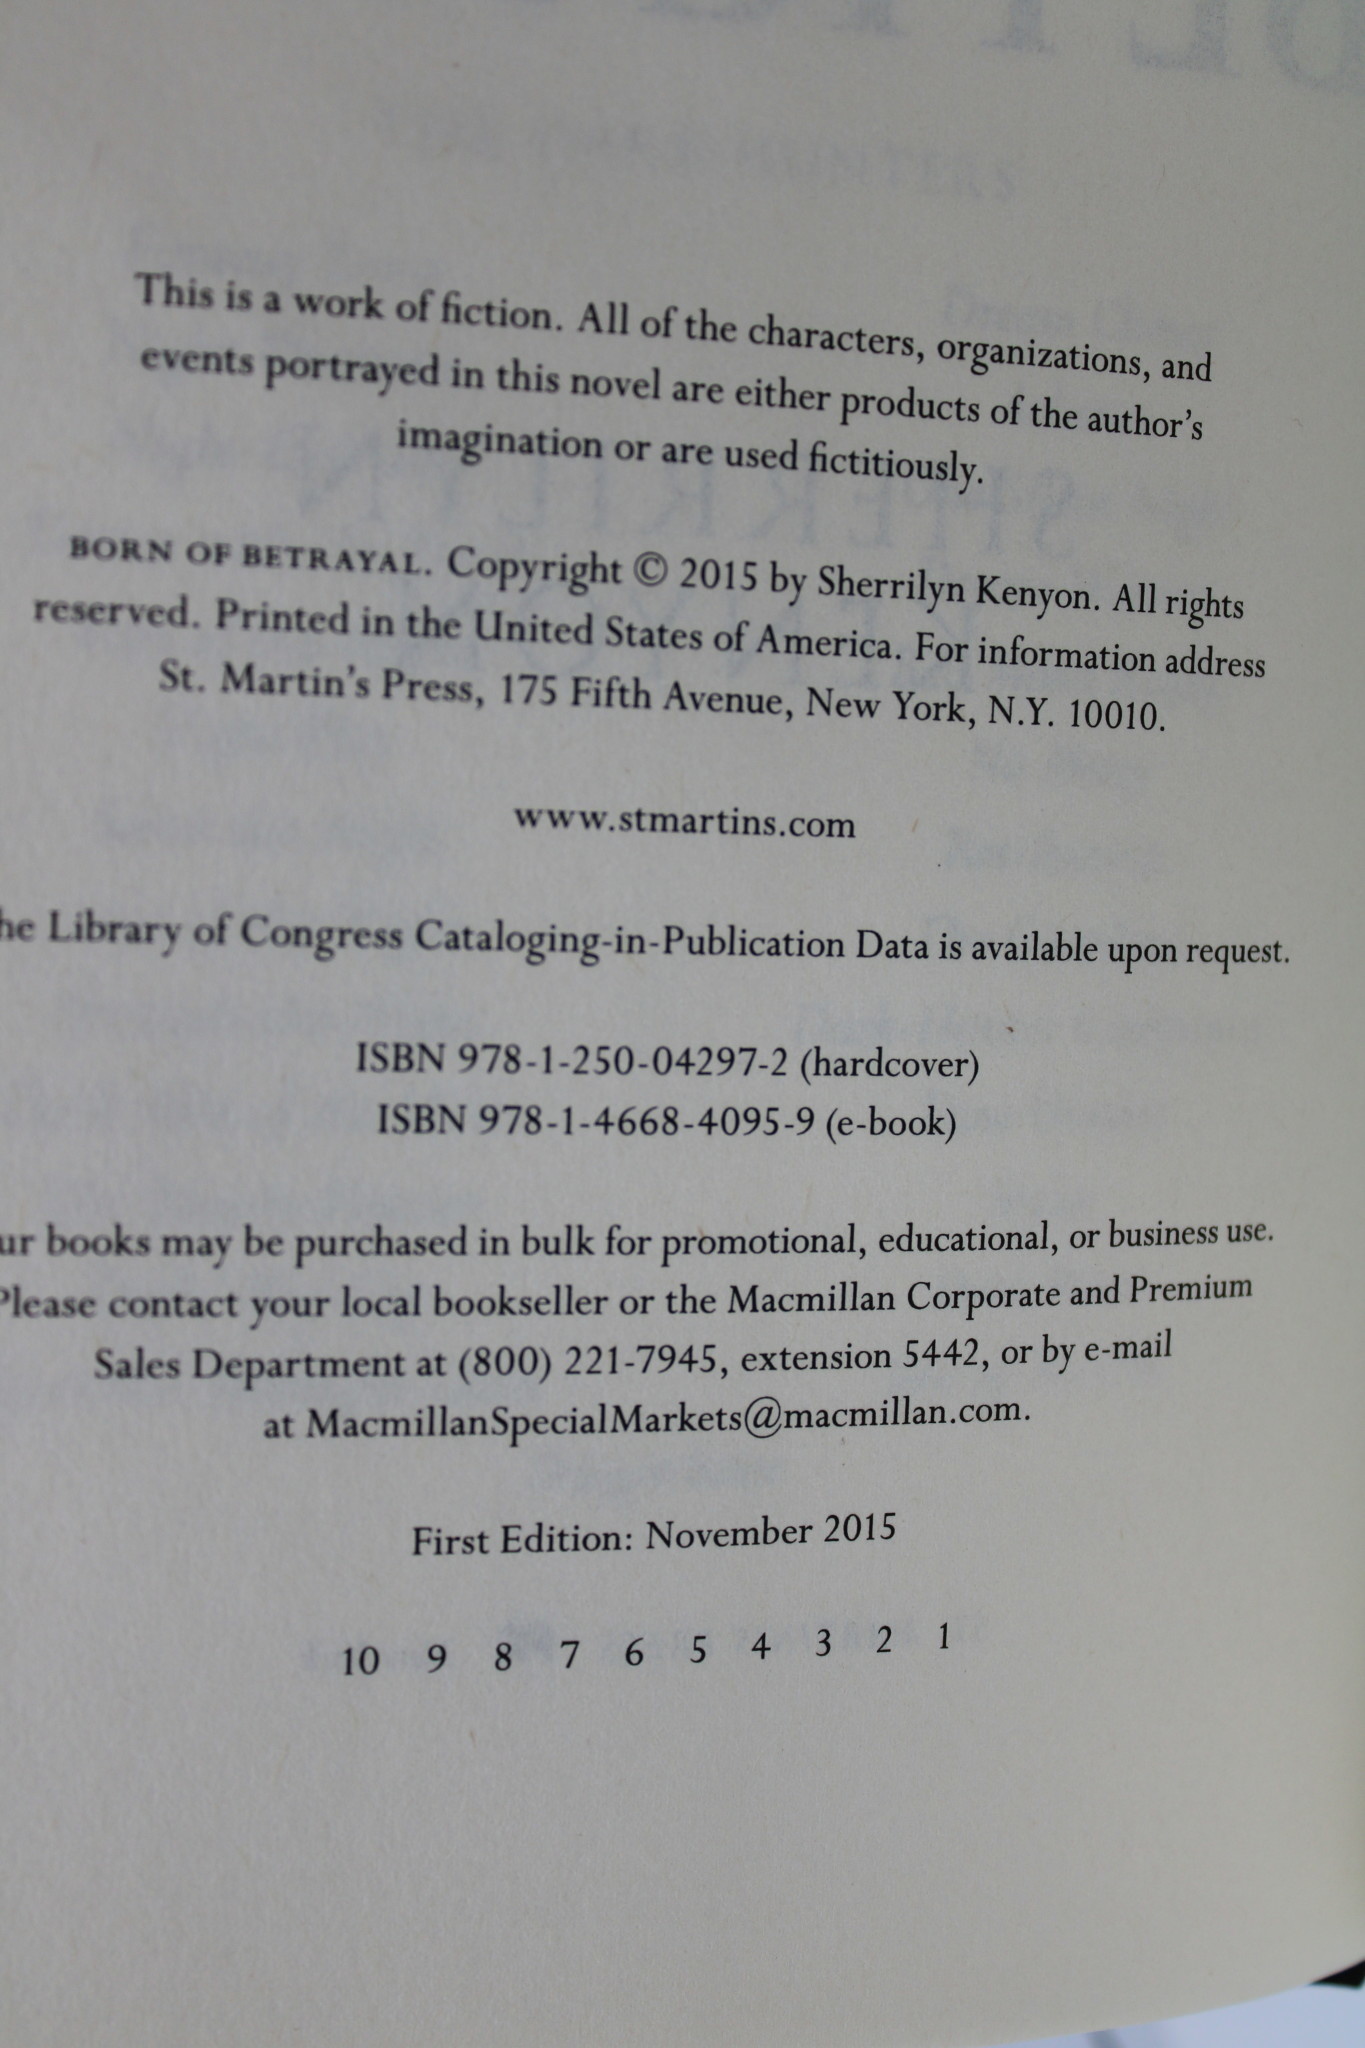 This is a work of fiction. All of the characters, organizations, and
events portrayed in this novel are either products of the author's
imagination or are used fictitiously.
BORN OF BETRAYAL. Copyright © 2015 by Sherrilyn Kenyon. All rights
reserved. Printed in the United States of America. For information address
St. Martin's Press, 175 Fifth Avenue, New York, N.Y. 10010.
www.stmartins.com
he Library of Congress Cataloging-in-Publication Data is available upon request.
ISBN 978-1-250-04297-2 (hardcover)
ISBN 978-1-4668-4095-9 (e-book)
ur books may be purchased in bulk for promotional, educational, or business use.
Please contact your local bookseller or the Macmillan Corporate and Premium
Sales Department at (800) 221-7945, extension 5442, or by e-mail
at MacmillanSpecialMarkets@macmillan.com.
First Edition: November 2015
10 9 8 7 6 5 4 3 2 1